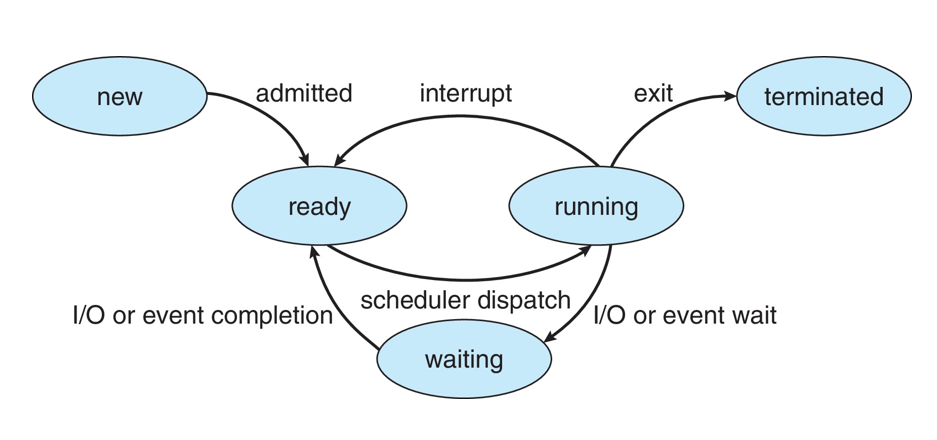 new
admitted
interrupt
exit
terminated
ready
running
scheduler dispatch
I/O or event completion
I/O or event wait
waiting